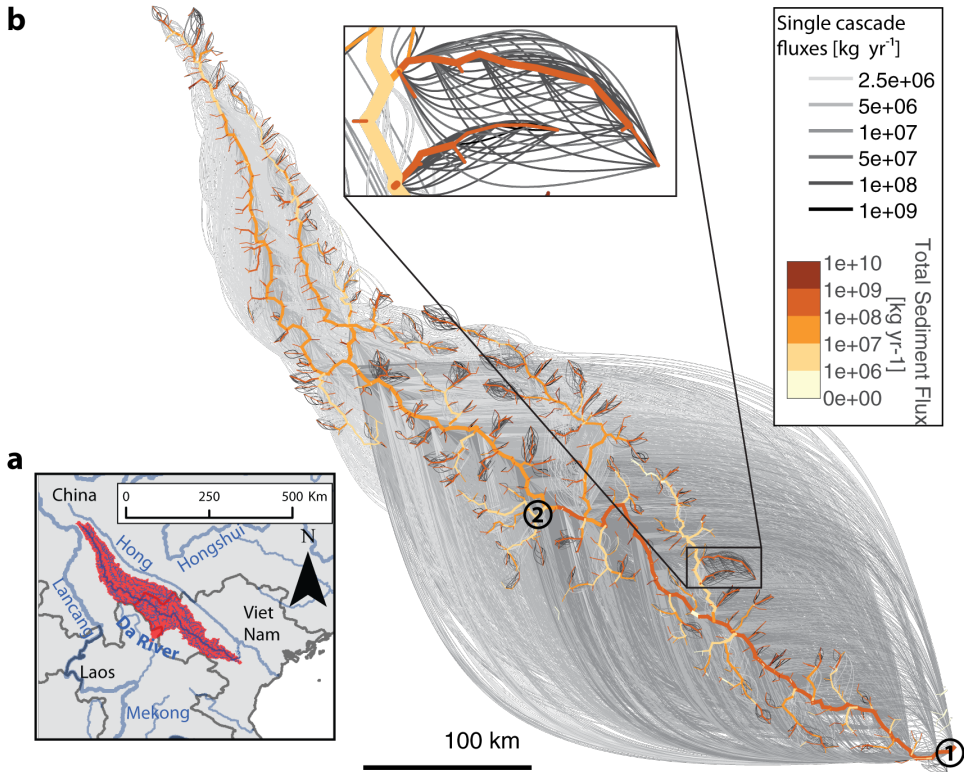 b
Single cascade
fluxes [kg yr-1]
2.5e+06
5e+06
1e+07
5e+07
1e+08
1e+09
1e+10
1e+09
1e+08
1e+07
1e+06
0e+00
Total Sediment Flux
[kg yr-1]
a
China
0 250 500 Km
N
Hong
Hongshui
Lancang
Viet
Nam
Da River
Laos
Mekong
2
1
100 km